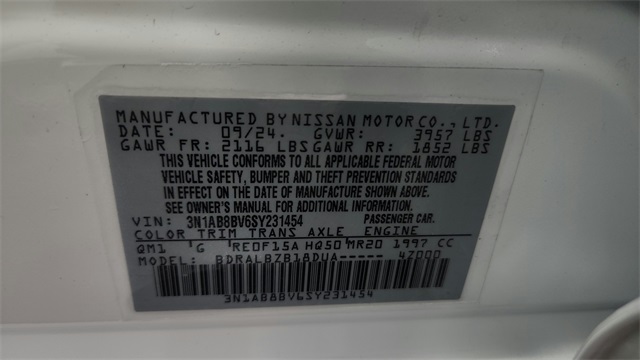 MANUFACTURED BY NISSAN MOTOR CO., LTD.
DATE: 09/24. GVWR: 3957 LBS
GAWR FR: 2116 LBS GAWR RR: 1852 LBS
THIS VEHICLE CONFORMS TO ALL APPLICABLE FEDERAL MOTOR
VEHICLE SAFETY, BUMPER AND THEFT PREVENTION STANDARDS
IN EFFECT ON THE DATE OF MANUFACTURE SHOWN ABOVE.
SEE OWNER'S MANUAL FOR ADDITIONAL INFORMATION.
VIN: 3N1AB8BV6SY231454 PASSENGER CAR.
COLOR TRIM TRANS AXLE ENGINE
QM1 G RE0F15A HQ50 MR20 1997 CC
MODEL: BDRALBZB18DUA----- 4Z000
3N1AB8BV6SY231454